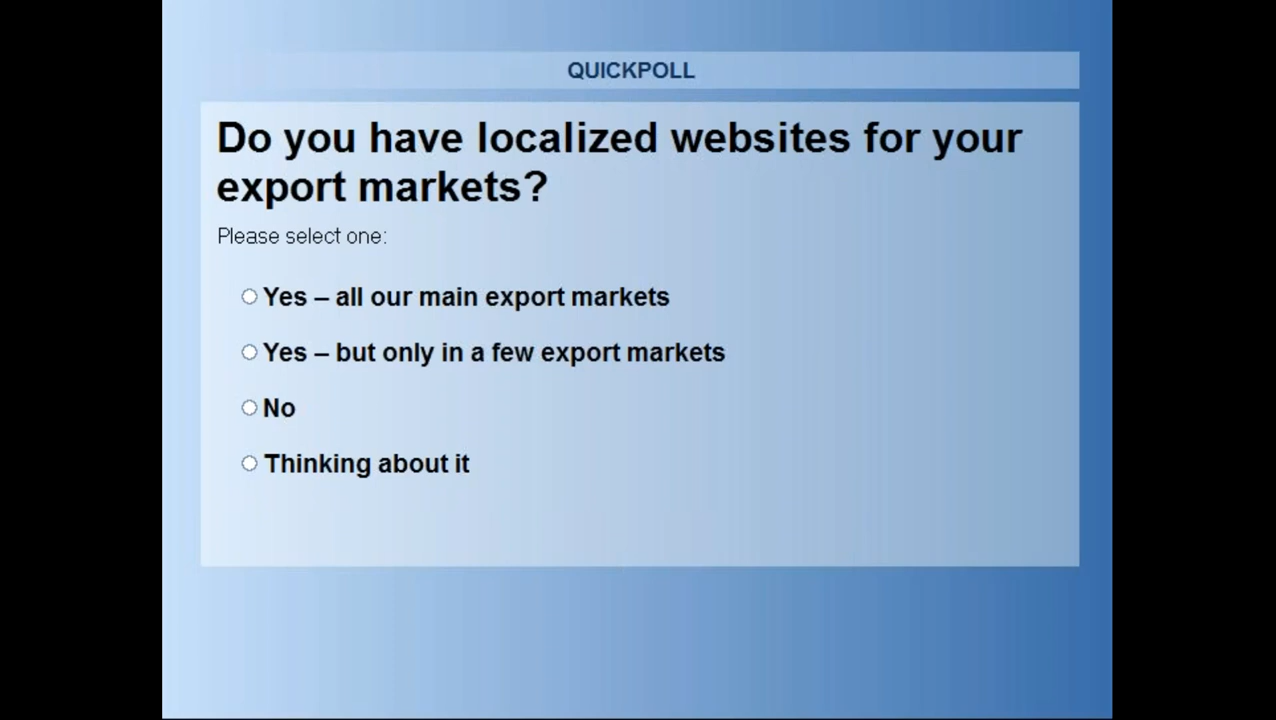 QUICKPOLL
Do you have localized websites for your
export markets?
Please select one:
Yes – all our main export markets
Yes – but only in a few export markets
No
Thinking about it